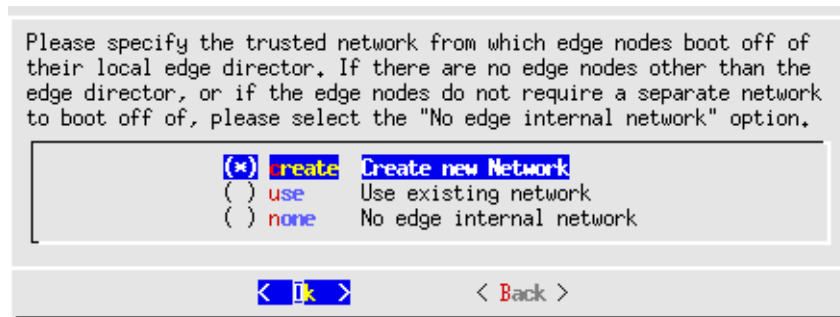 Please specify the trusted network from which edge nodes boot off of
their local edge director. If there are no edge nodes other than the
edge director, or if the edge nodes do not require a separate network
to boot off of, please select the "No edge internal network" option.
(*) create Create new Network
( ) use Use existing network
( ) none No edge internal network
< Ok > < Back >